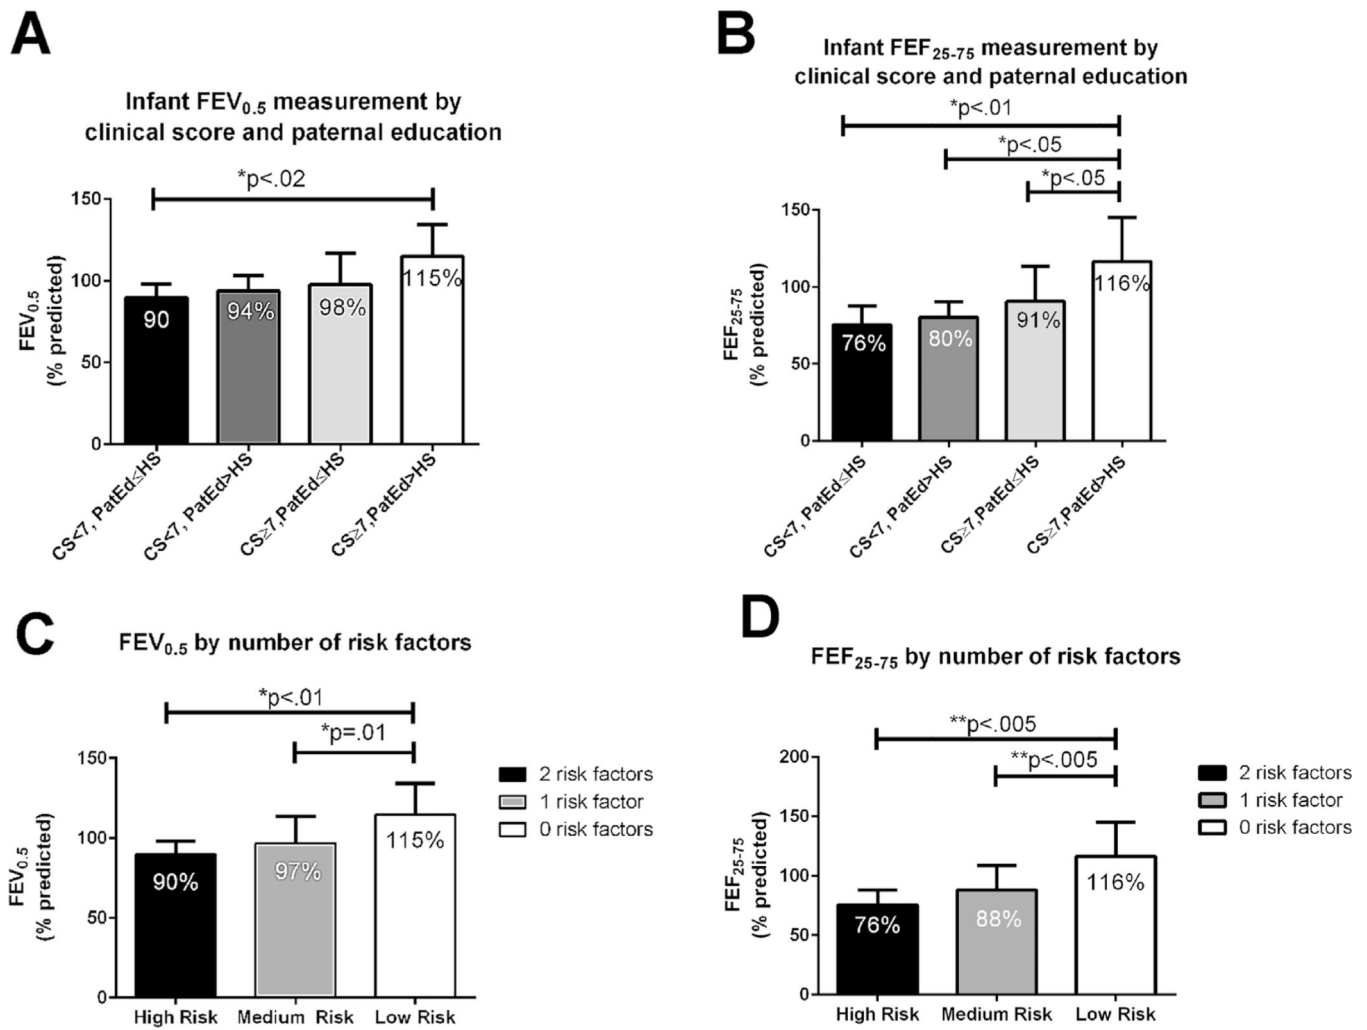 A
Infant FEV0.5 measurement by
clinical score and paternal education
*p<.02
150
100
50
0
FEV0.5
(% predicted)
90
94%
98%
115%
CS<7, PatEd≤HS
CS<7, PatEd>HS
CS≥7,PatEd≤HS
CS≥7,PatEd>HS
B
Infant FEF25-75 measurement by
clinical score and paternal education
*p<.01
*p<.05
*p<.05
150
100
50
0
FEF25-75
(% predicted)
76%
80%
91%
116%
CS<7, PatEd≤HS
CS<7, PatEd>HS
CS≥7,PatEd≤HS
CS≥7,PatEd>HS
C
FEV0.5 by number of risk factors
*p<.01
*p=.01
150
100
50
0
FEV0.5
(% predicted)
90%
97%
115%
High Risk
Medium Risk
Low Risk
2 risk factors
1 risk factor
0 risk factors
D
FEF25-75 by number of risk factors
**p<.005
**p<.005
200
150
100
50
0
FEF25-75
(% predicted)
76%
88%
116%
High Risk
Medium Risk
Low Risk
2 risk factors
1 risk factor
0 risk factors